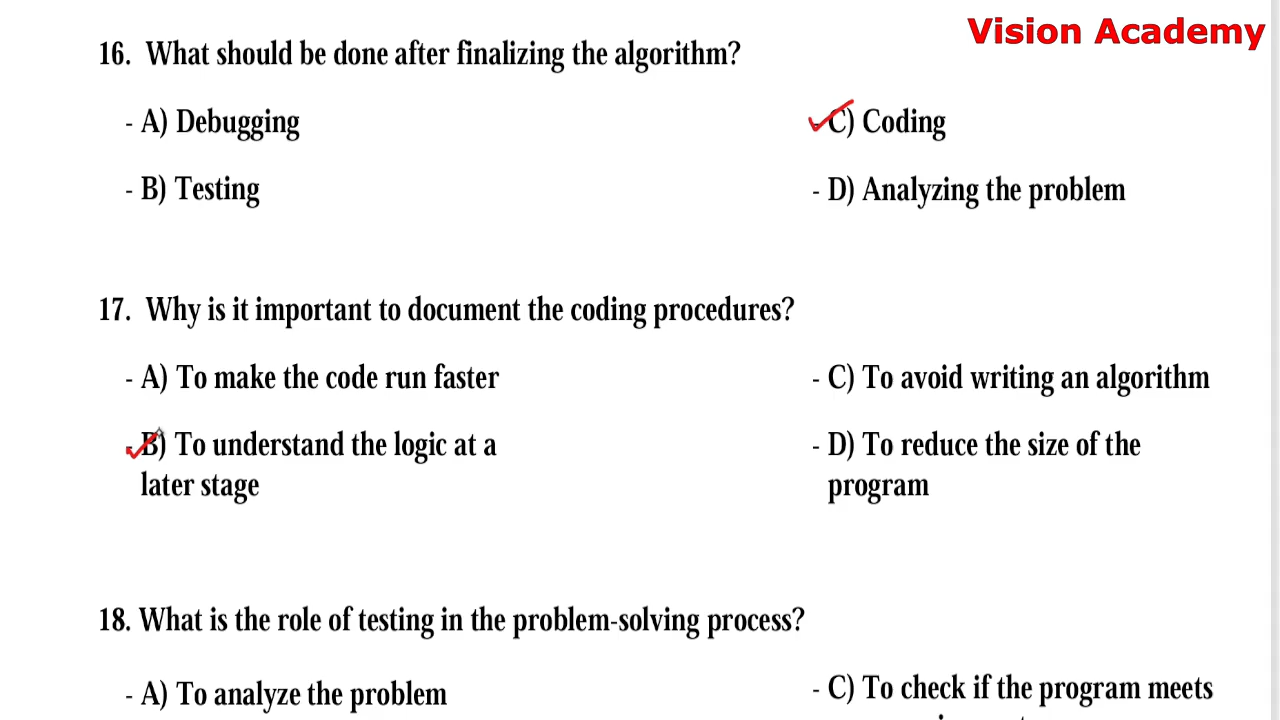 Vision Academy
16. What should be done after finalizing the algorithm?
- A) Debugging
- C) Coding
- B) Testing
- D) Analyzing the problem
17. Why is it important to document the coding procedures?
- A) To make the code run faster
- C) To avoid writing an algorithm
- B) To understand the logic at a
later stage
- D) To reduce the size of the
program
18. What is the role of testing in the problem-solving process?
- A) To analyze the problem
- C) To check if the program meets